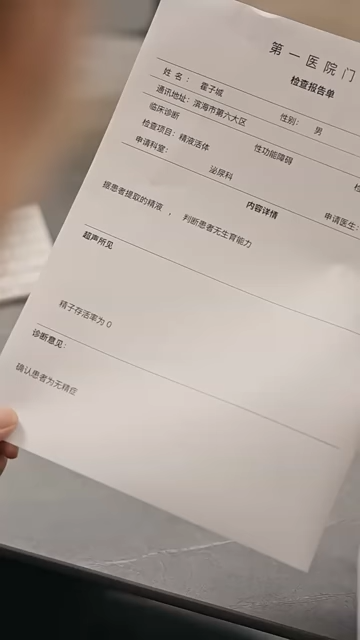 第一医院门
检查报告单
姓 名： 霍子城 性别： 男
通讯地址：滨海市第六大区
临床诊断 性功能障碍
检查项目：精液活体
申请科室： 泌尿科 申请医生：
内容详情
据患者提取的精液 ， 判断患者无生育能力
超声所见
精子存活率为 0
诊断意见：
确认患者为无精症